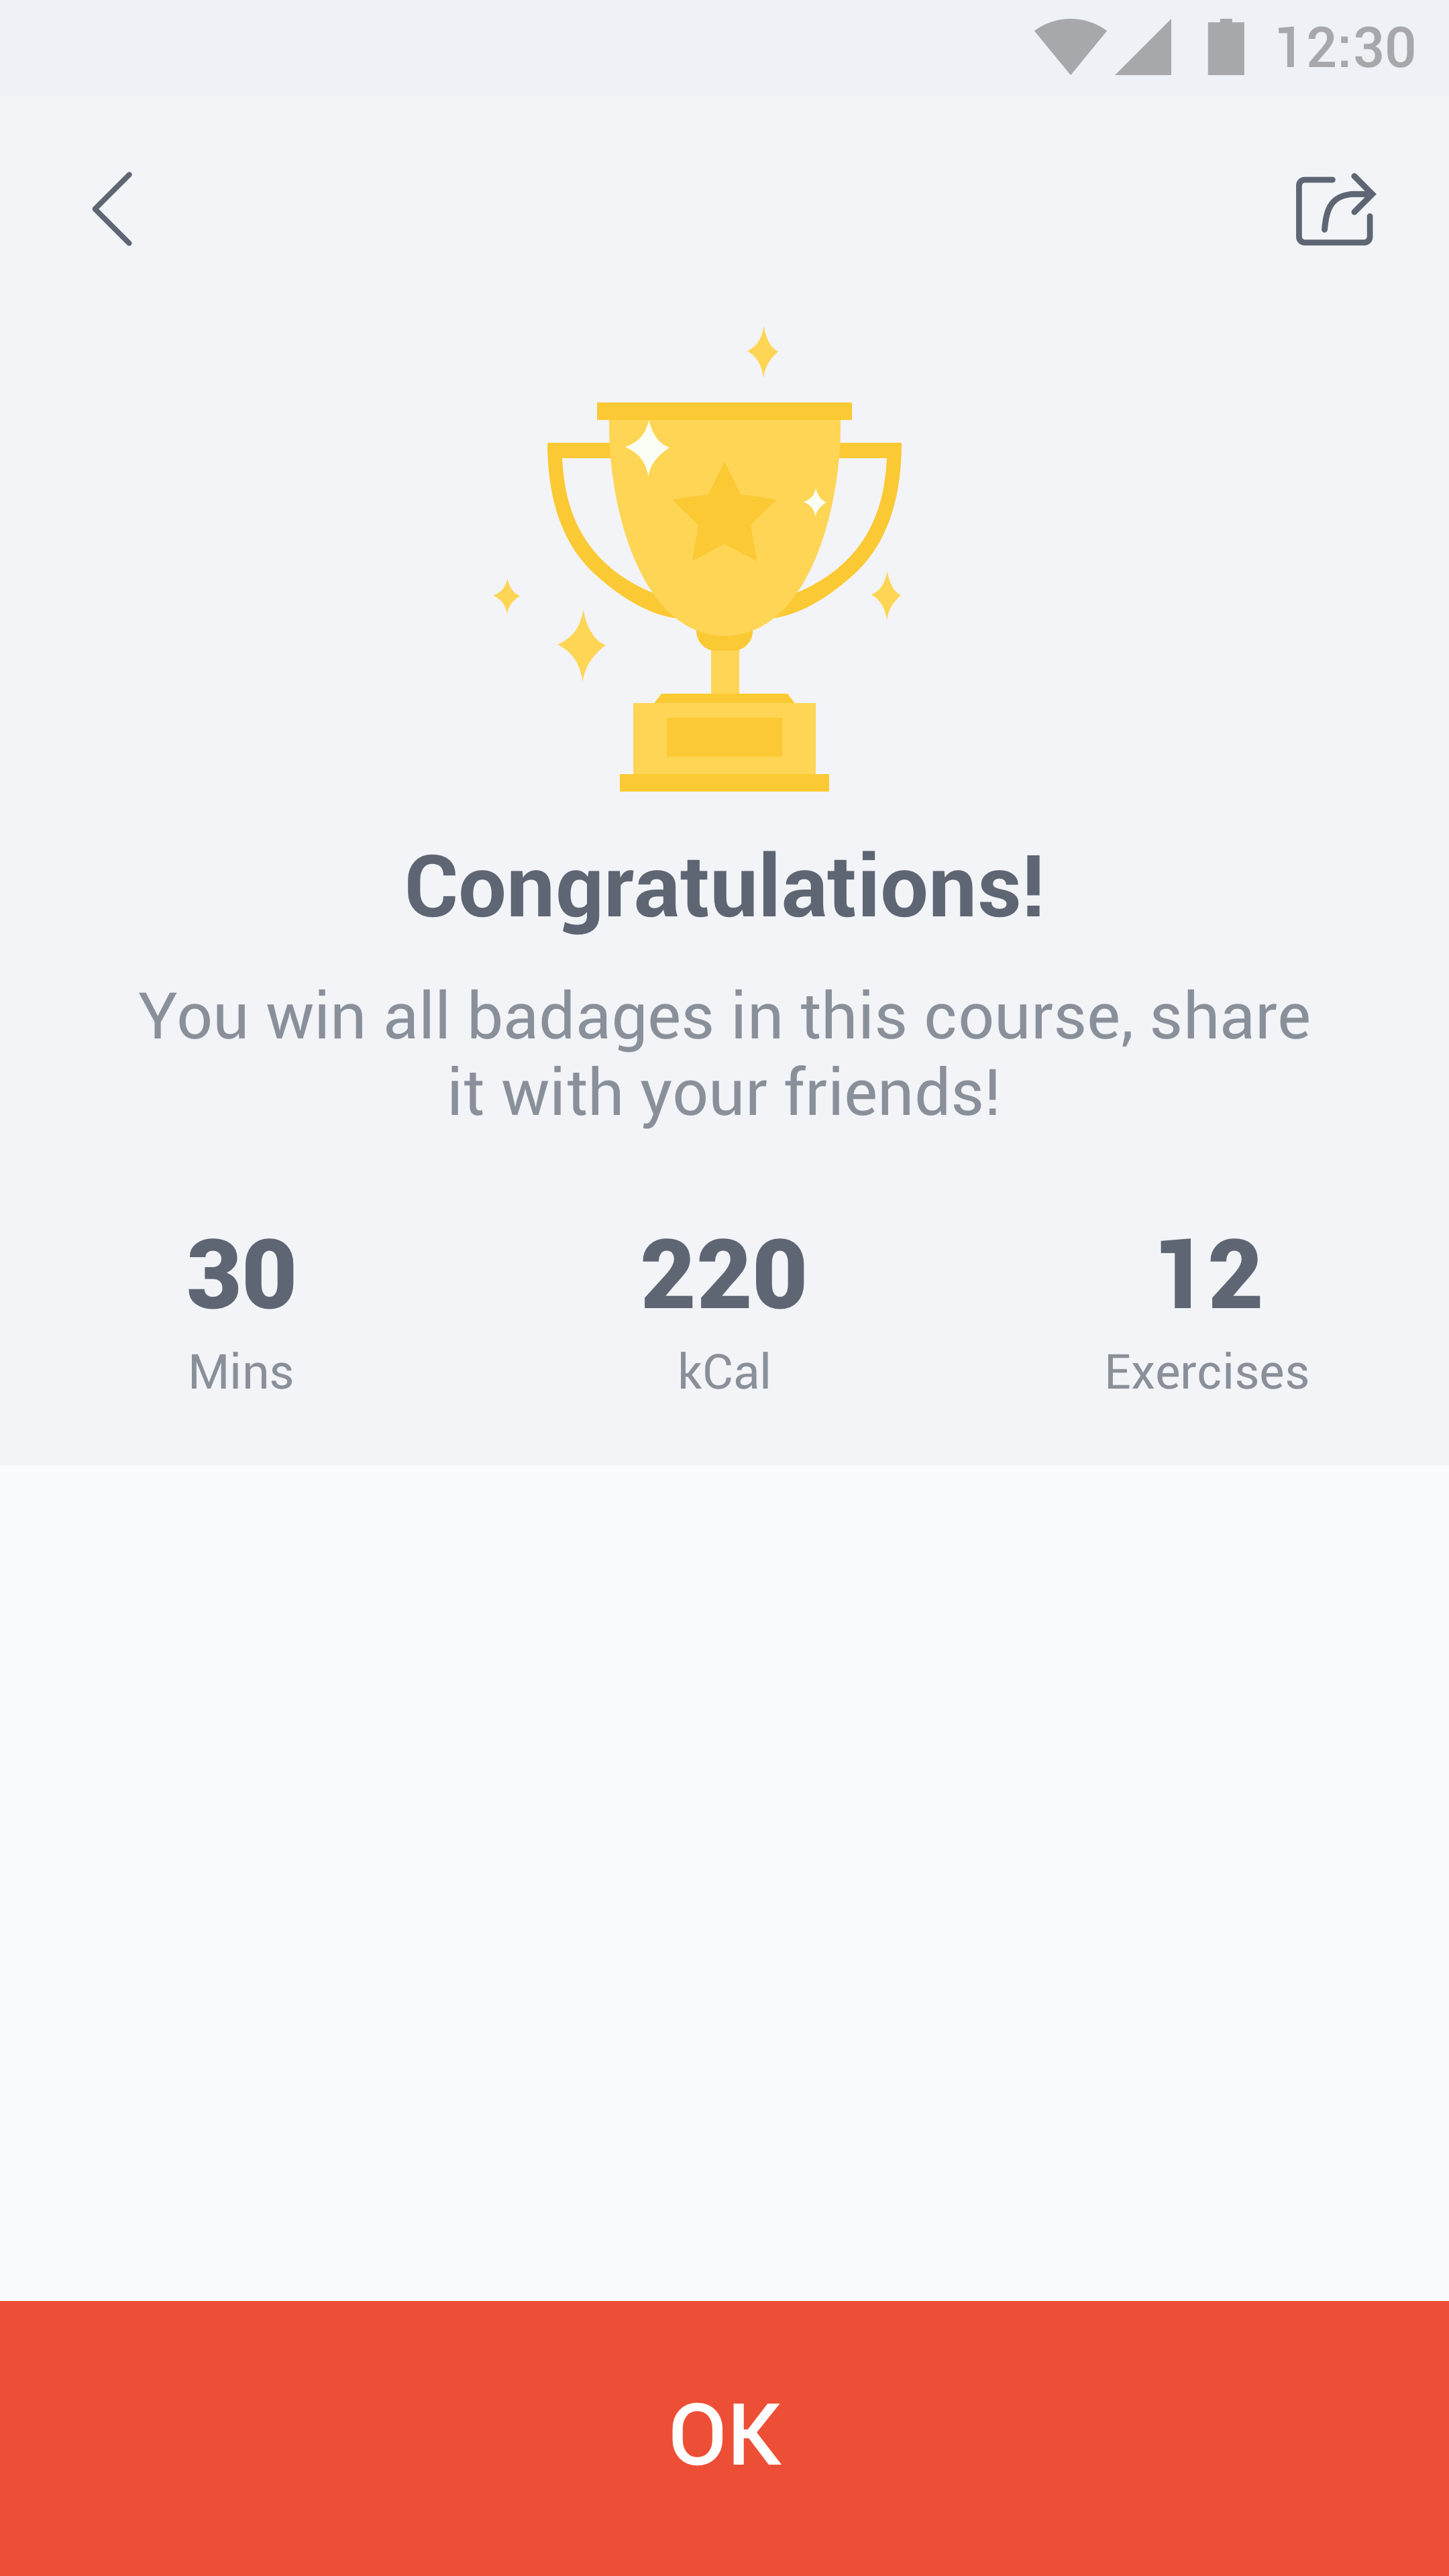 12:30
Congratulations!
You win all badages in this course, share
it with your friends!
30
220
12
Mins
kCal
Exercises
OK